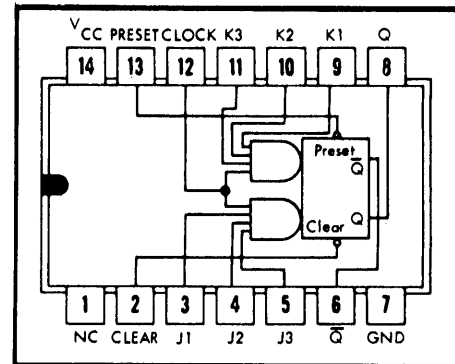 VCC PRESET CLOCK K3 K2 K1 Q
14 13 12 11 10 9 8
Preset
Q̅
Q
Clear
1 2 3 4 5 6 7
NC CLEAR J1 J2 J3 Q̅ GND